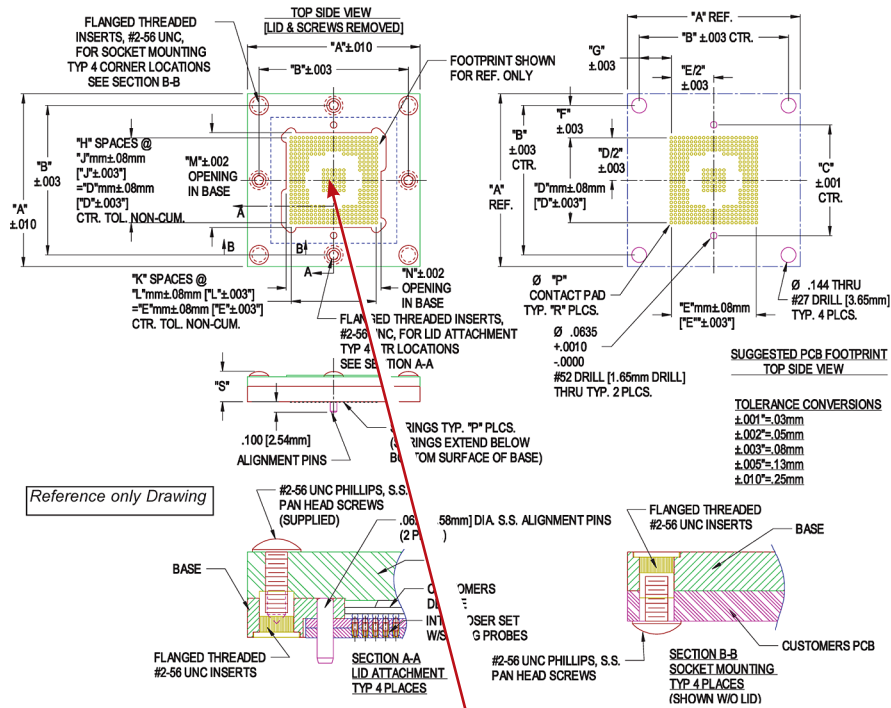 TOP SIDE VIEW
[LID & SCREWS REMOVED]
FLANGED THREADED
INSERTS, #2-56 UNC,
FOR SOCKET MOUNTING
TYP 4 CORNER LOCATIONS
SEE SECTION B-B
"A"±.010
"B"±.003
FOOTPRINT SHOWN
FOR REF. ONLY
"A"
±.010
"B"
±.003
"H" SPACES @
"J"mm±.08mm
["J"±.003"]
="D"mm±.08mm
["D"±.003"]
CTR. TOL. NON-CUM.
"M"±.002
OPENING
IN BASE
A
B
B
A
"K" SPACES @
"L"mm±.08mm ["L"±.003"]
="E"mm±.08mm ["E"±.003"]
CTR. TOL. NON-CUM.
"N"±.002
OPENING
IN BASE
FLANGED THREADED INSERTS,
#2-56 UNC, FOR LID ATTACHMENT
TYP 4 CTR LOCATIONS
SEE SECTION A-A
"A" REF.
"B" ±.003 CTR.
"G"
±.003
"E/2"
±.003
"F"
±.003
"D/2"
±.003
"B"
±.003
CTR.
"A"
REF.
"D"mm±.08mm
["D"±.003"]
"C"
±.001
CTR.
Ø "P"
CONTACT PAD
TYP. "R" PLCS.
Ø .0635
+.0010
-.0000
#52 DRILL [1.65mm DRILL]
THRU TYP. 2 PLCS.
"E"mm±.08mm
["E""±.003"]
Ø .144 THRU
#27 DRILL [3.65mm]
TYP. 4 PLCS.
SUGGESTED PCB FOOTPRINT
TOP SIDE VIEW
TOLERANCE CONVERSIONS
±.001"=.03mm
±.002"=.05mm
±.003"=.08mm
±.005"=.13mm
±.010"=.25mm
"S"
.100 [2.54mm]
ALIGNMENT PINS
TYP. "P" PLCS.
EXTEND BELOW
SURFACE OF BASE)
Reference only Drawing
#2-56 UNC PHILLIPS, S.S.
PAN HEAD SCREWS
(SUPPLIED)
DIA. S.S. ALIGNMENT PINS
BASE
PROBES
FLANGED THREADED
#2-56 UNC INSERTS
SECTION A-A
LID ATTACHMENT
TYP 4 PLACES
FLANGED THREADED
#2-56 UNC INSERTS
BASE
CUSTOMERS PCB
#2-56 UNC PHILLIPS, S.S.
PAN HEAD SCREWS
SECTION B-B
SOCKET MOUNTING
TYP 4 PLACES
(SHOWN W/O LID)